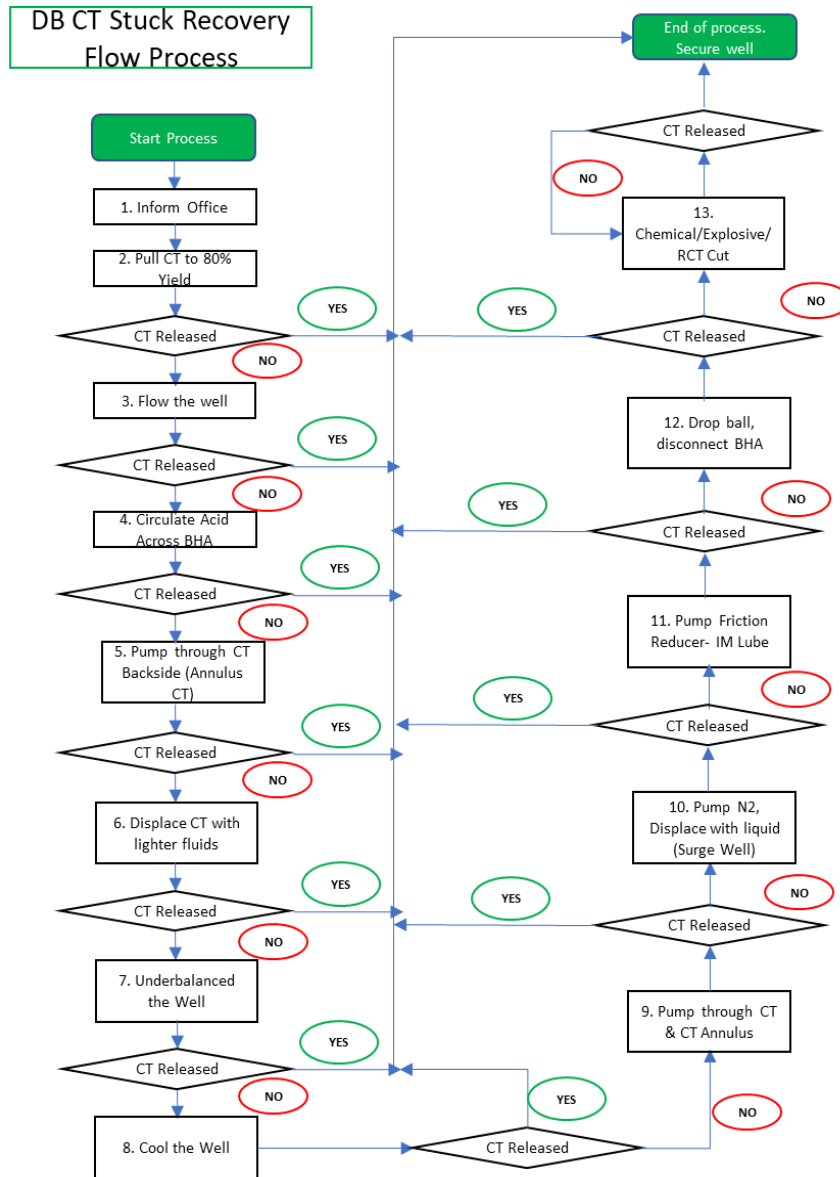 DB CT Stuck Recovery
Flow Process
Start Process
1. Inform Office
2. Pull CT to 80%
Yield
CT Released
YES
NO
3. Flow the well
CT Released
YES
NO
4. Circulate Acid
Across BHA
CT Released
YES
NO
5. Pump through CT
Backside (Annulus
CT)
CT Released
YES
NO
6. Displace CT with
lighter fluids
CT Released
YES
NO
7. Underbalanced
the Well
CT Released
YES
NO
8. Cool the Well
CT Released
YES
NO
9. Pump through CT
& CT Annulus
CT Released
YES
NO
10. Pump N2,
Displace with liquid
(Surge Well)
CT Released
YES
NO
11. Pump Friction
Reducer- IM Lube
CT Released
YES
NO
12. Drop ball,
disconnect BHA
CT Released
YES
NO
13.
Chemical/Explosive/
RCT Cut
CT Released
NO
End of process.
Secure well